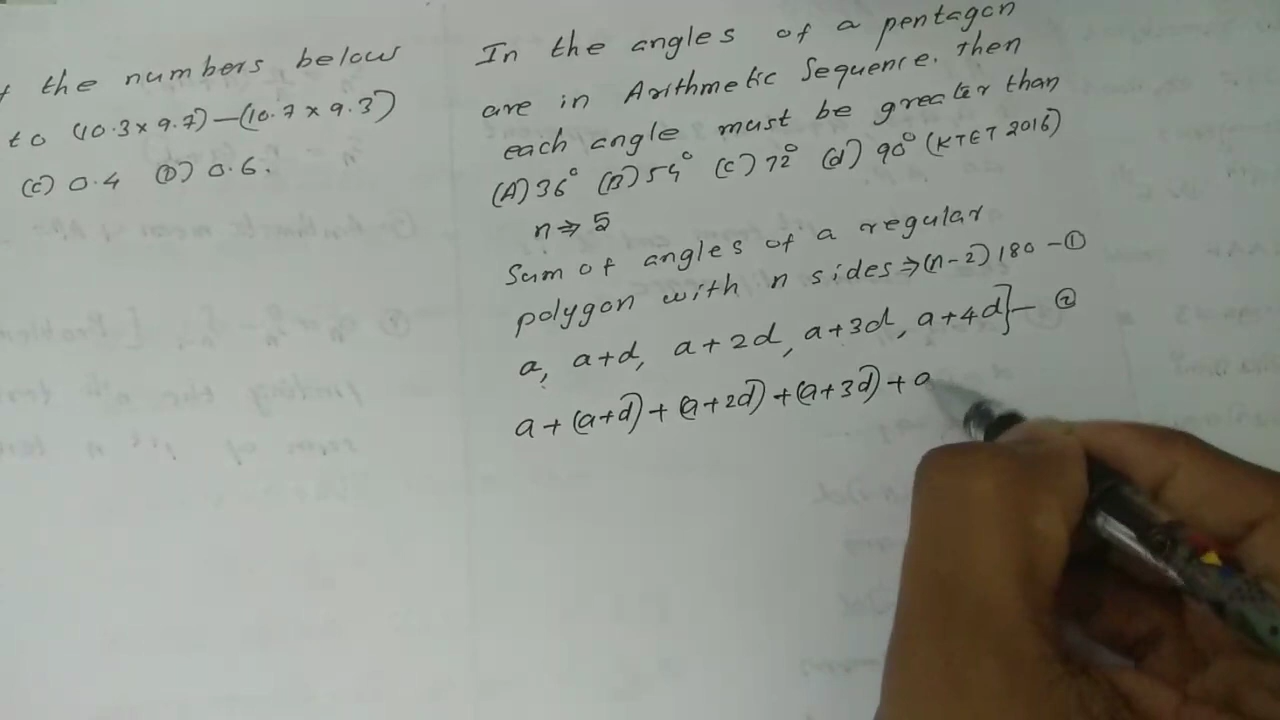 the numbers below
to (10.3×9.7)-(10.7×9.3)
(C) 0.4 (D) 0.6.
In the angles of a pentagon
are in Arithmetic Sequence. Then
each angle must be greater than
(A) 36° (B) 54° (C) 72° (d) 90° (KTET 2016)
n ⇒ 5
Sum of angles of a regular
polygon with n sides ⇒ (n-2) 180 - ①
a, a+d, a+2d, a+3d, a+4d} - ②
a + (a+d) + (a+2d) + (a+3d) + a